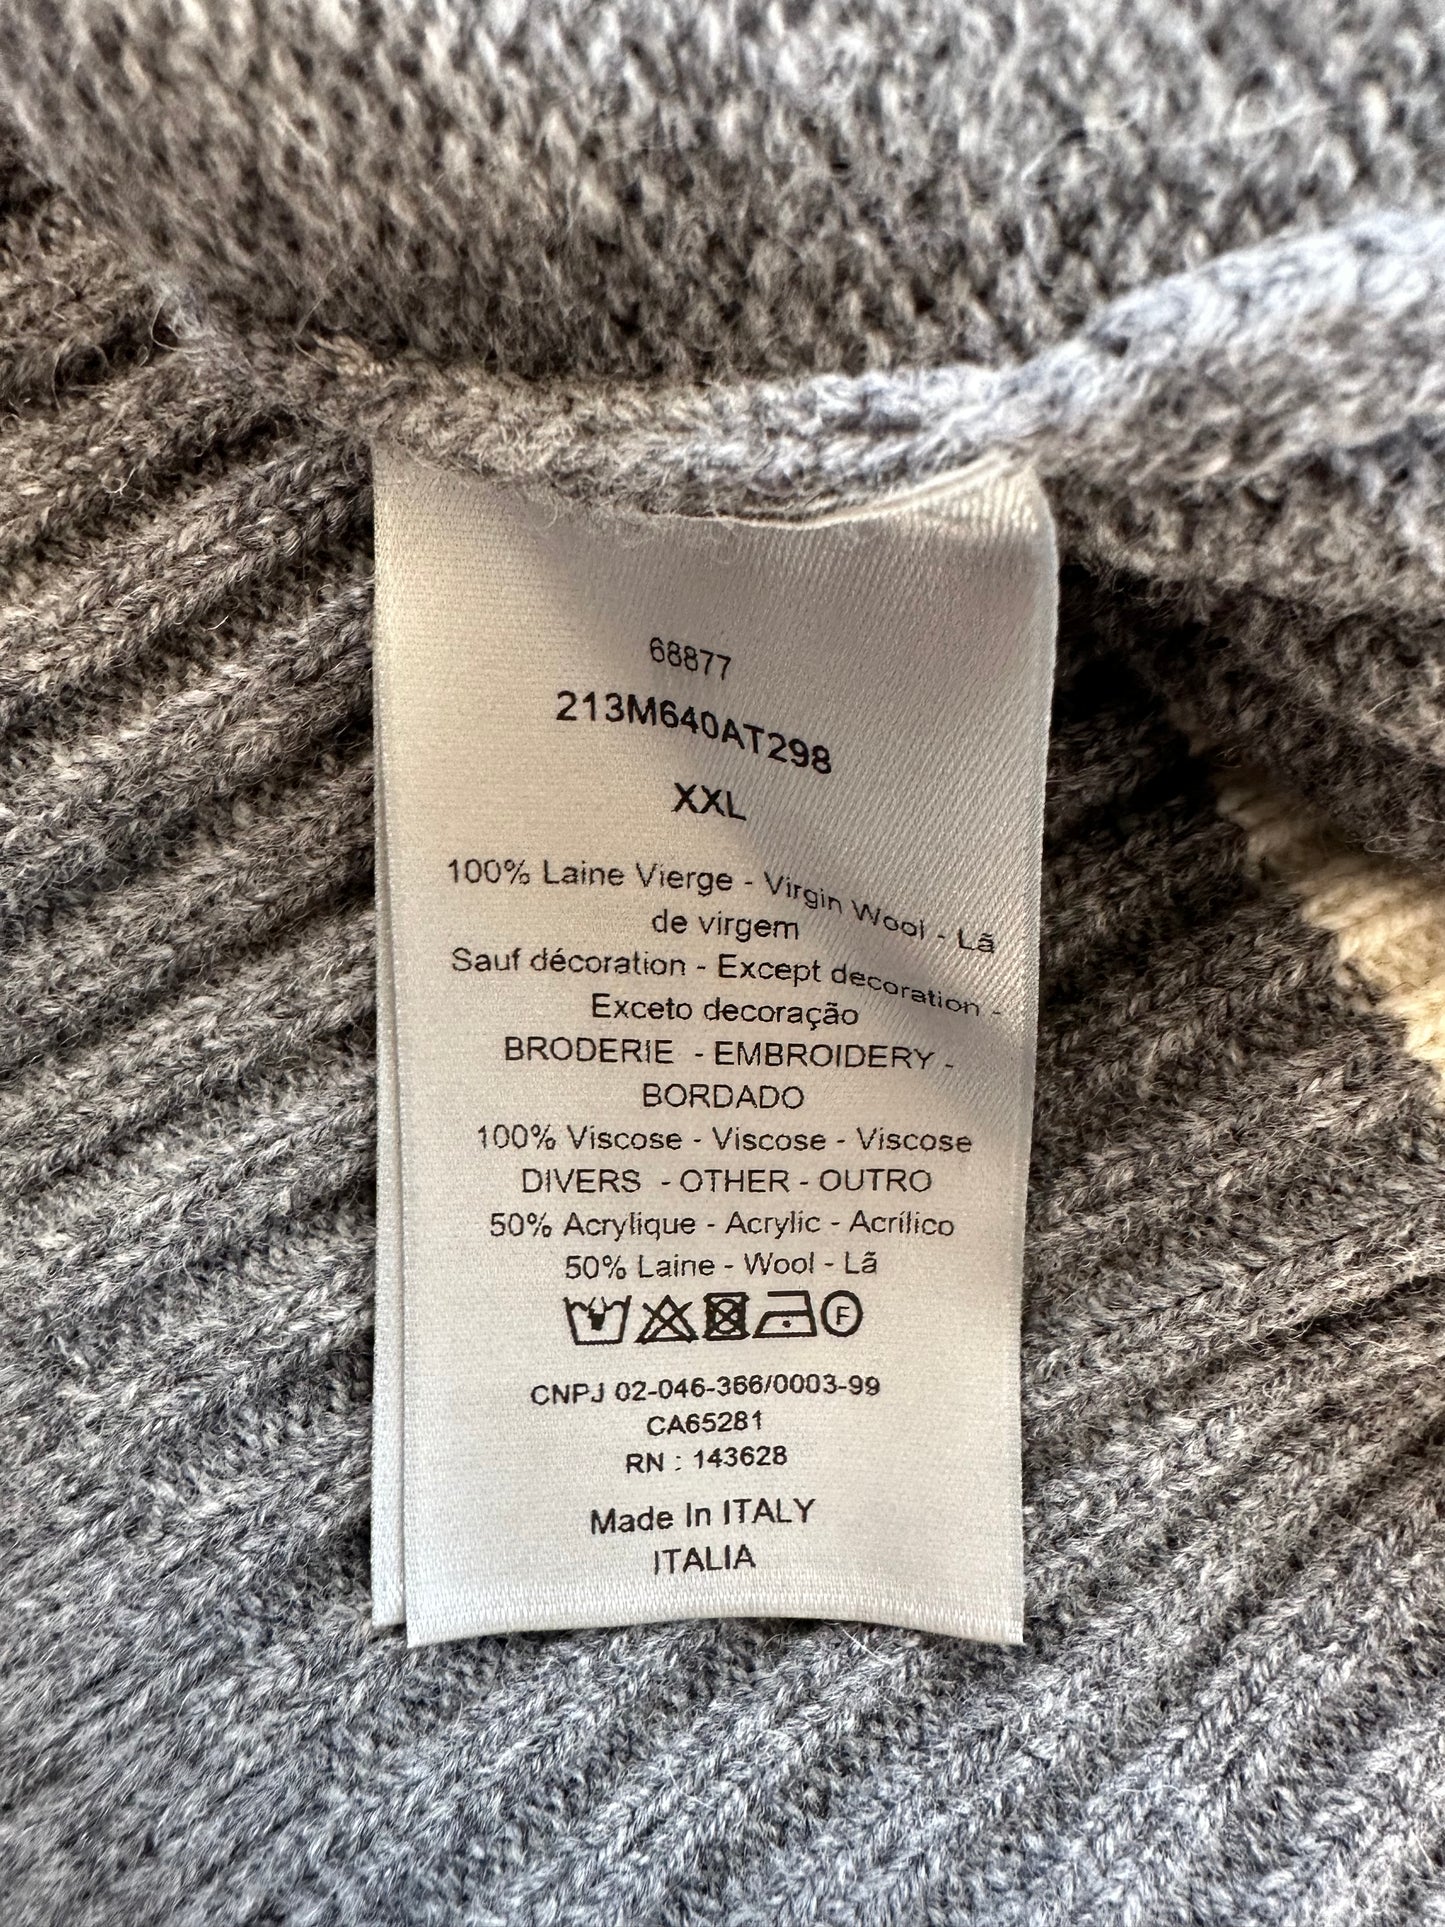 68877
213M640AT298
XXL
100% Laine Vierge - Virgin Wool - Lã
de virgem
Sauf décoration - Except decoration -
Exceto decoração
BRODERIE - EMBROIDERY -
BORDADO
100% Viscose - Viscose - Viscose
DIVERS - OTHER - OUTRO
50% Acrylique - Acrylic - Acrílico
50% Laine - Wool - Lã
F
CNPJ 02-046-366/0003-99
CA65281
RN : 143628
Made In ITALY
ITALIA